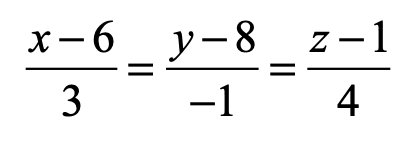 x − 6 / 3 = y − 8 / −1 = z − 1 / 4